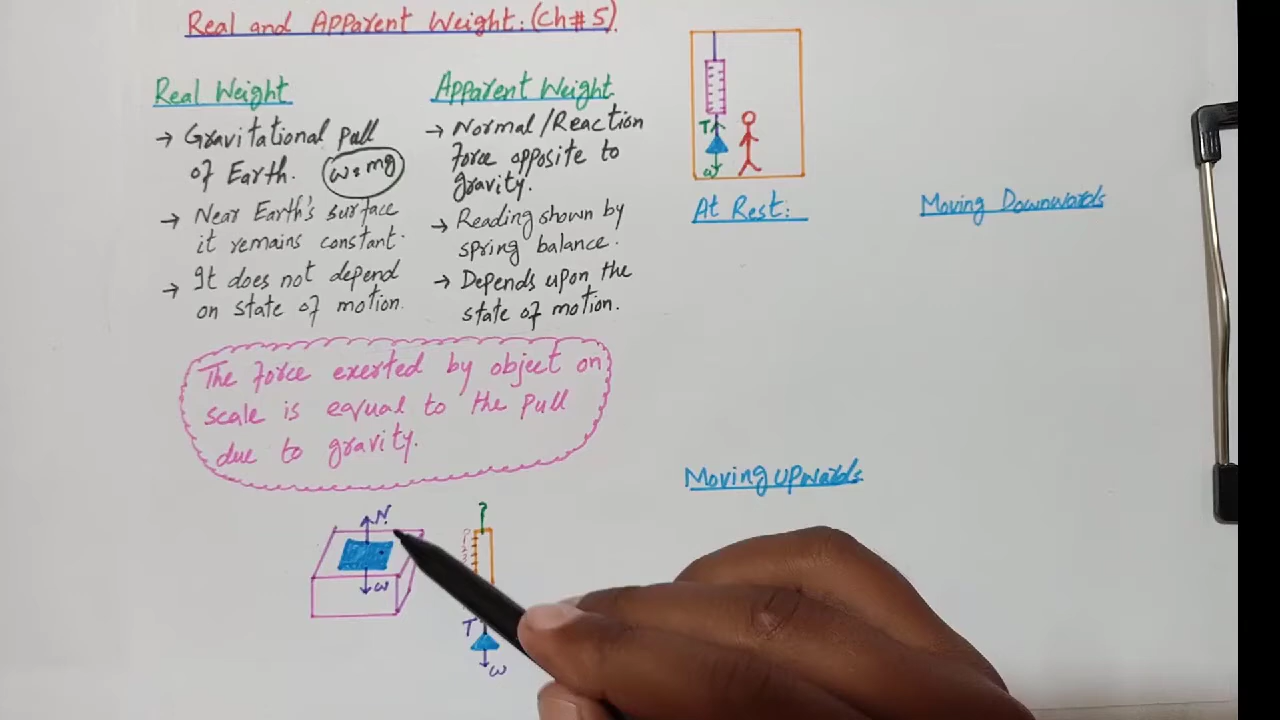 Real and Apparent Weight: (Ch# 5).
Real Weight
→ Gravitational pull
of Earth. w=mg
→ Near Earth's surface
it remains constant.
→ It does not depend
on state of motion.
Apparent Weight
→ Normal/Reaction
force opposite to
gravity.
→ Reading shown by
spring balance.
→ Depends upon the
state of motion.
The force exerted by object on
scale is equal to the pull
due to gravity.
N
w
T
w
T
w
At Rest:
Moving Downwards
Moving upwards